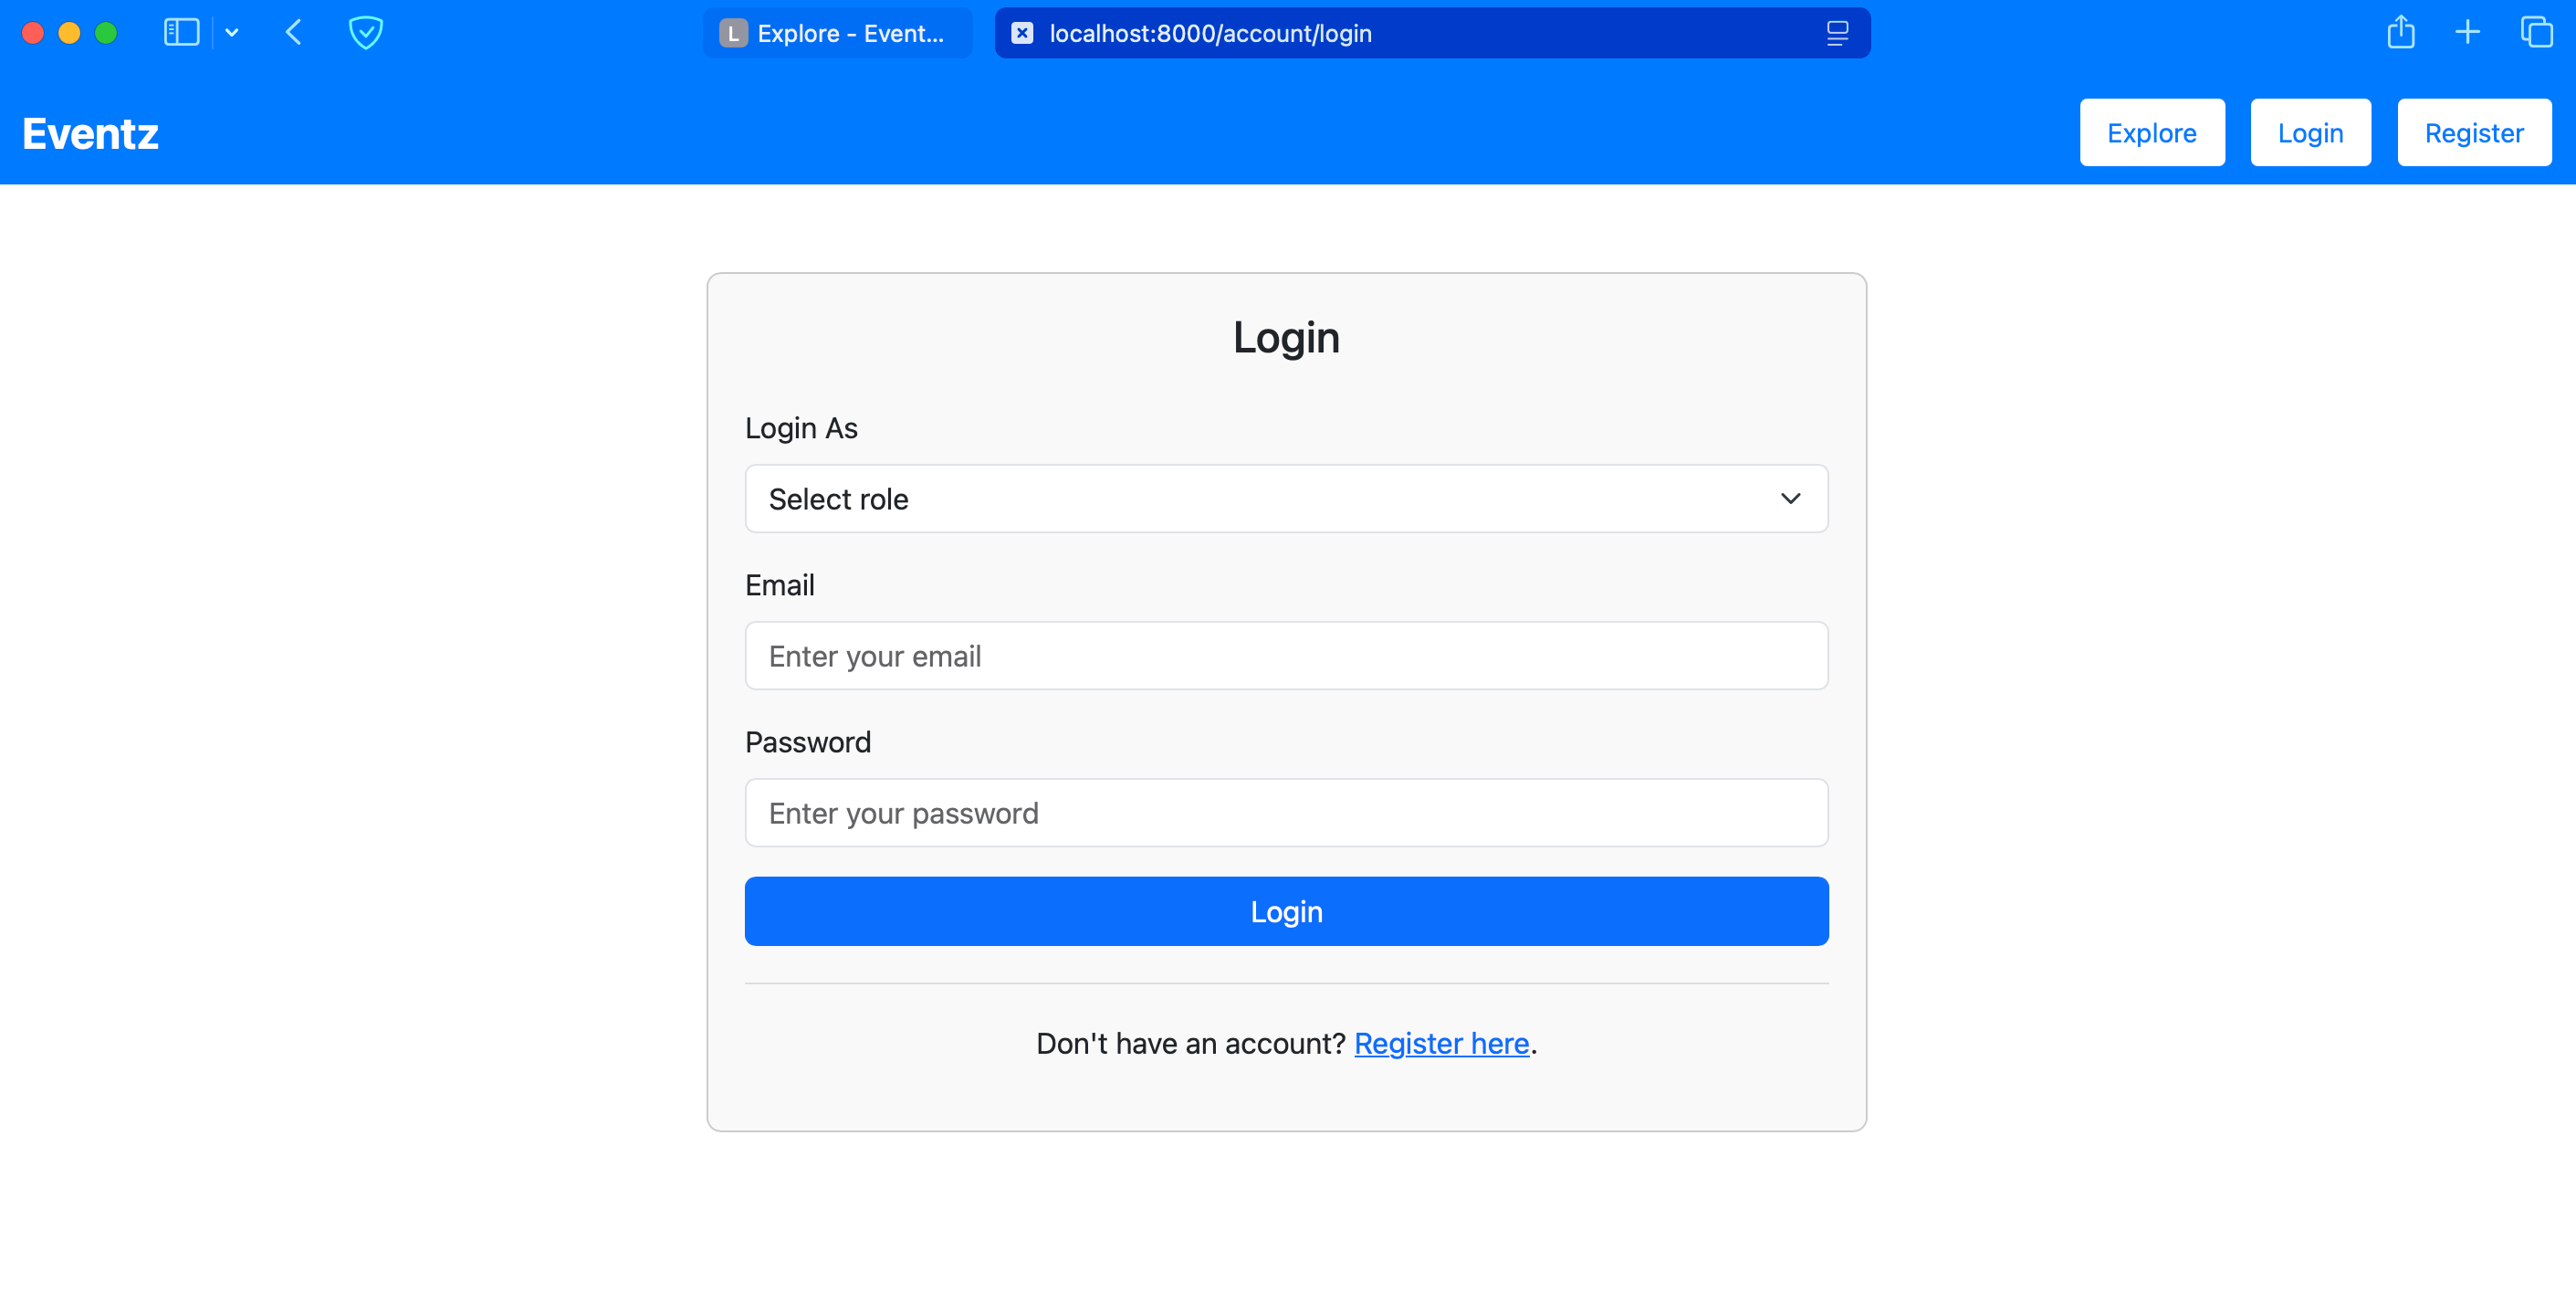 L Explore - Event...
localhost:8000/account/login
Eventz
Explore
Login
Register
Login
Login As
Select role
Email
Enter your email
Password
Enter your password
Login
Don't have an account? Register here.